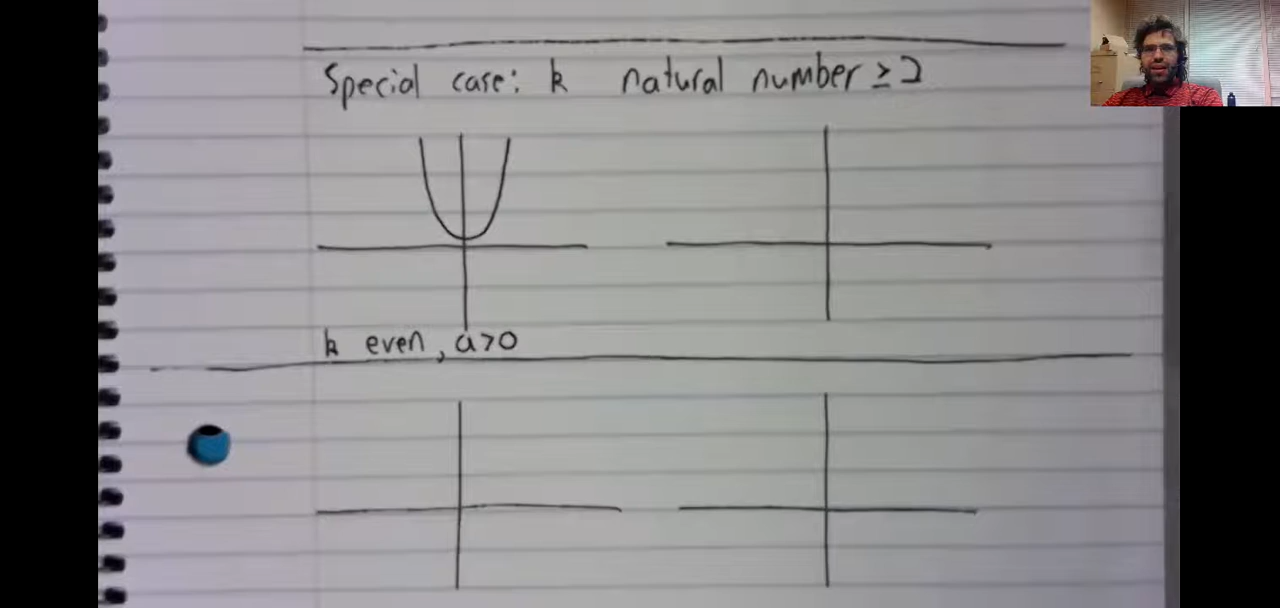 Special case: k natural number ≥2
k even, a>0